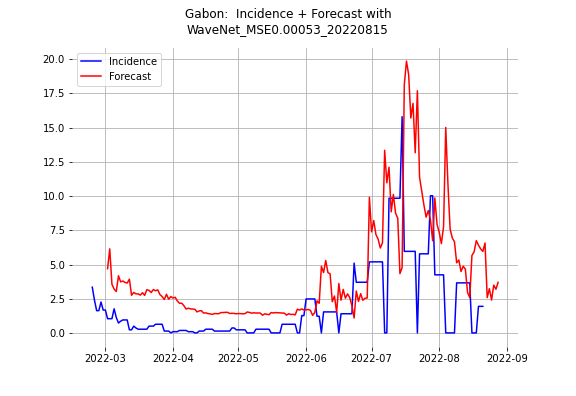 Gabon:  Incidence + Forecast with
WaveNet_MSE0.00053_20220815
Incidence
Forecast
20.0
17.5
15.0
12.5
10.0
7.5
5.0
2.5
0.0
2022-03 2022-04 2022-05 2022-06 2022-07 2022-08 2022-09